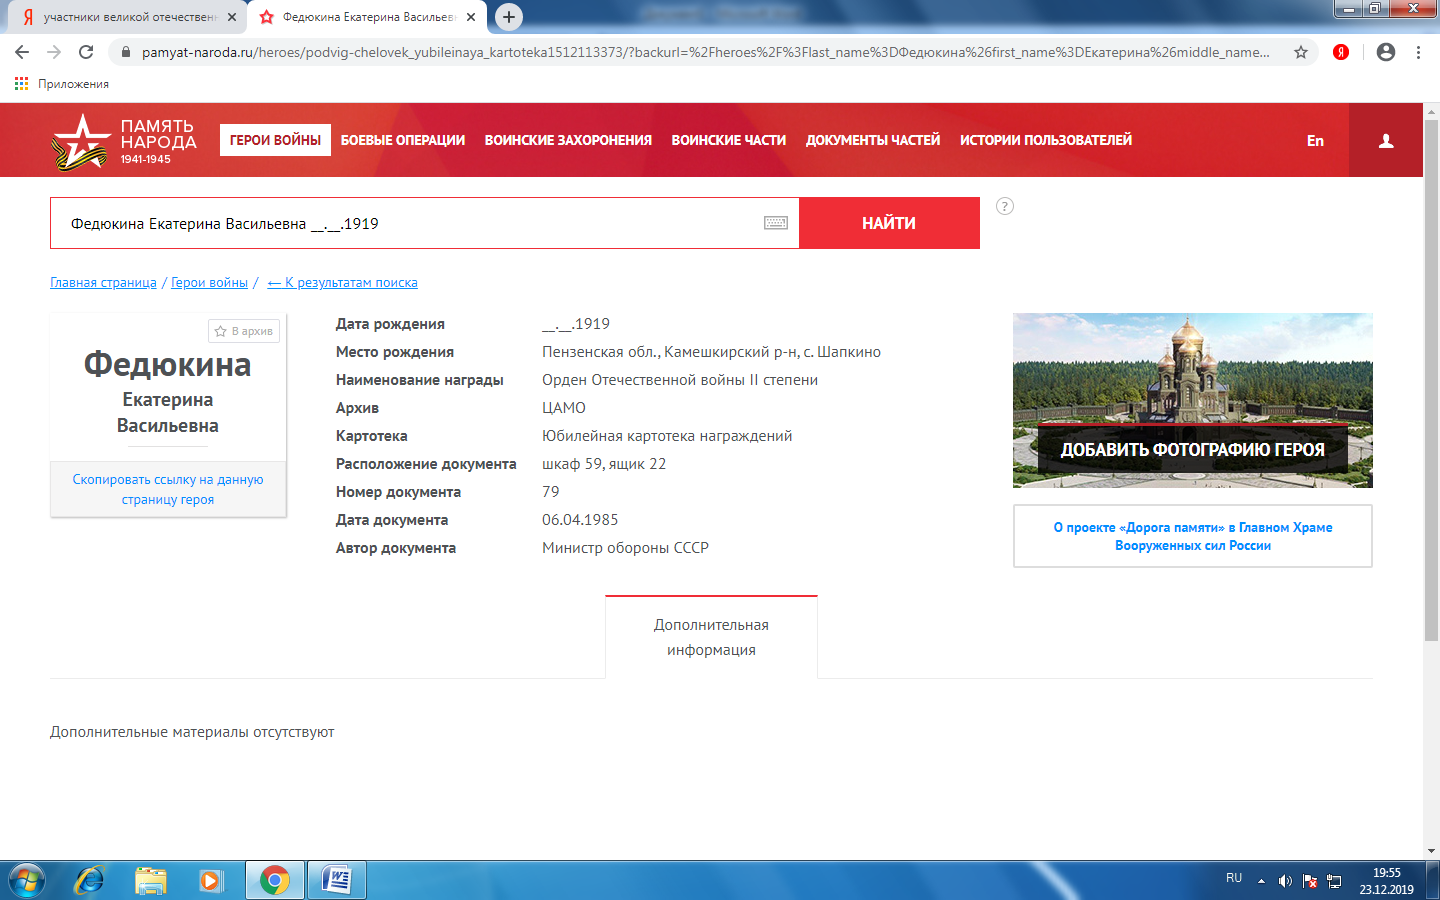 участники великой отечественн
Федюкина Екатерина Васильевн
pamyat-naroda.ru/heroes/podvig-chelovek_yubileinaya_kartoteka1512113373/?backurl=%2Fheroes%2F%3Flast_name%3DФедюкина%26first_name%3DЕкатерина%26middle_name...
Приложения
ПАМЯТЬ
НАРОДА
1941-1945
ГЕРОИ ВОЙНЫ БОЕВЫЕ ОПЕРАЦИИ ВОИНСКИЕ ЗАХОРОНЕНИЯ ВОИНСКИЕ ЧАСТИ ДОКУМЕНТЫ ЧАСТЕЙ ИСТОРИИ ПОЛЬЗОВАТЕЛЕЙ En
Федюкина Екатерина Васильевна __.__.1919 НАЙТИ ?
Главная страница / Герои войны / ← К результатам поиска
В архив
Федюкина
Екатерина
Васильевна
Скопировать ссылку на данную
страницу героя
Дата рождения __.__.1919
Место рождения Пензенская обл., Камешкирский р-н, с. Шапкино
Наименование награды Орден Отечественной войны II степени
Архив ЦАМО
Картотека Юбилейная картотека награждений
Расположение документа шкаф 59, ящик 22
Номер документа 79
Дата документа 06.04.1985
Автор документа Министр обороны СССР
ДОБАВИТЬ ФОТОГРАФИЮ ГЕРОЯ
О проекте «Дорога памяти» в Главном Храме
Вооруженных сил России
Дополнительная
информация
Дополнительные материалы отсутствуют
RU
19:55
23.12.2019